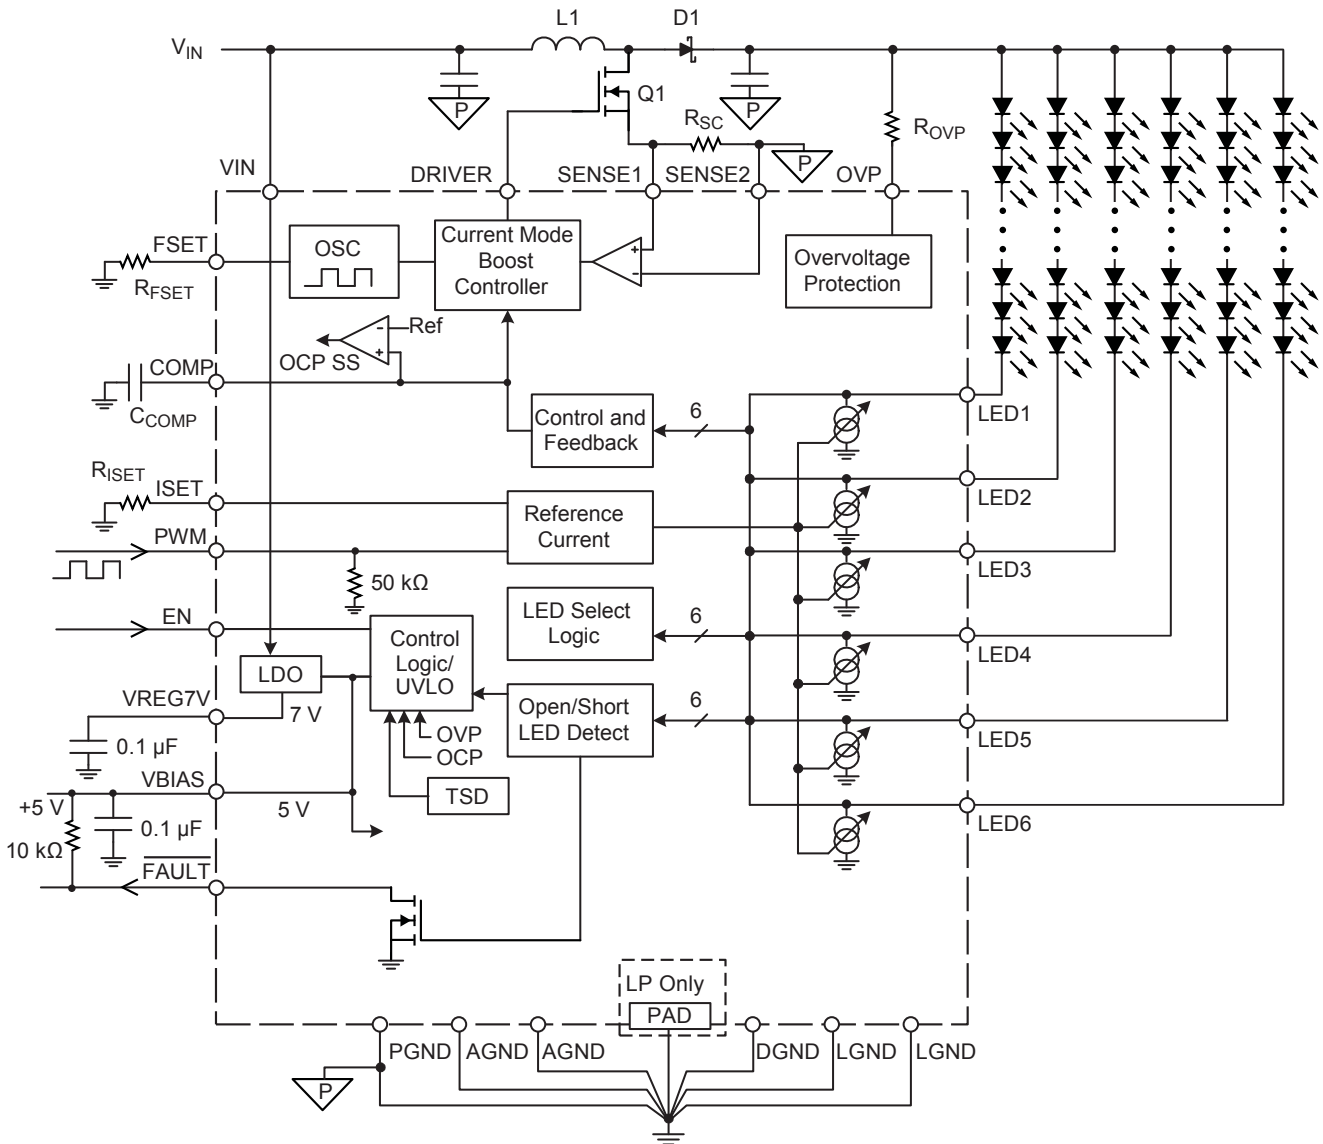 L1
D1
VIN
P
Q1
P
RSC
P
ROVP
VIN
DRIVER
SENSE1
SENSE2
OVP
FSET
RFSET
OSC
Current Mode
Boost
Controller
+
-
Overvoltage
Protection
-
Ref
+
OCP SS
COMP
CCOMP
Control and
Feedback
6
LED1
RISET
ISET
Reference
Current
LED2
PWM
50 kΩ
LED3
EN
LED Select
Logic
6
LED4
Control
Logic/
UVLO
LDO
VREG7V
7 V
0.1 µF
Open/Short
LED Detect
6
LED5
OVP
OCP
TSD
VBIAS
+5 V
5 V
0.1 µF
10 kΩ
LED6
FAULT
LP Only
PAD
PGND
AGND
AGND
DGND
LGND
LGND
P